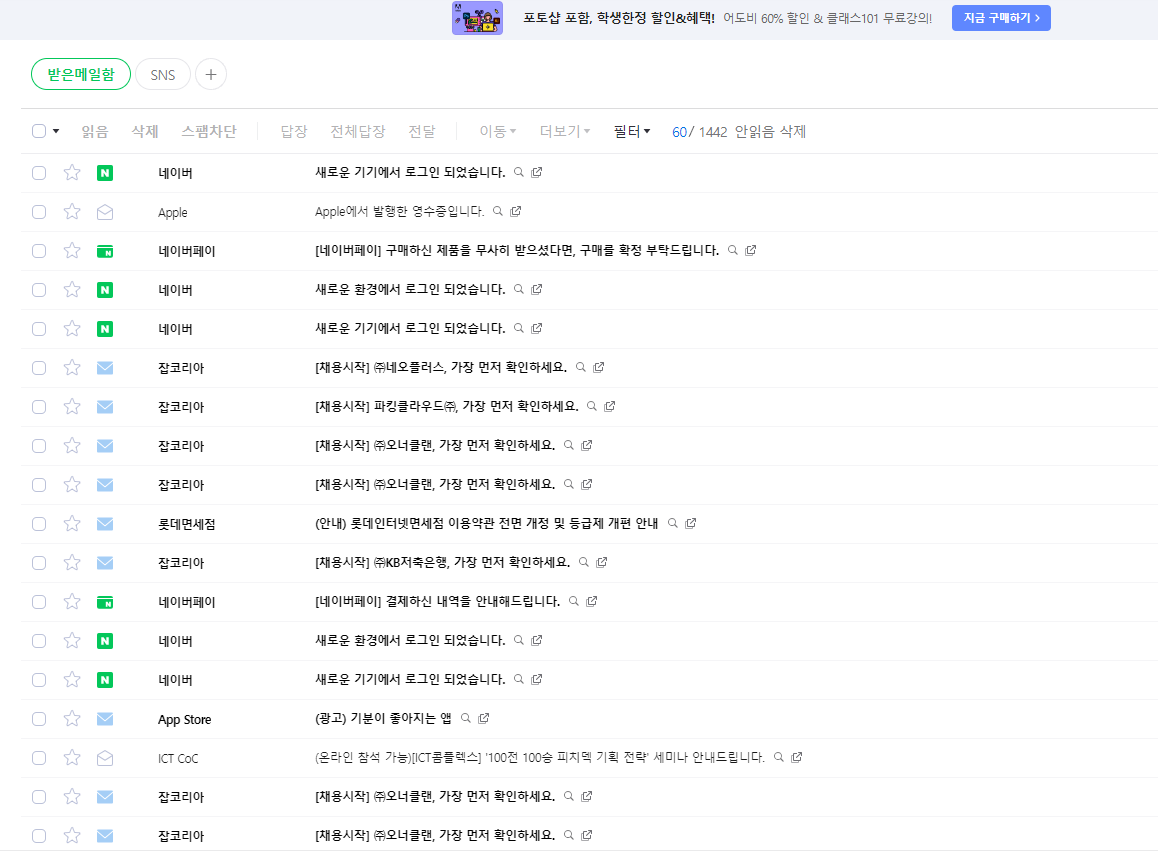 포토샵 포함, 학생한정 할인&혜택! 어도비 60% 할인 & 클래스101 무료강의! 지금 구매하기 >
받은메일함 SNS +
읽음 삭제 스팸차단 답장 전체답장 전달 이동 더보기 필터 60/ 1442 안읽음 삭제
N 네이버 새로운 기기에서 로그인 되었습니다.
Apple Apple에서 발행한 영수증입니다.
N 네이버페이 [네이버페이] 구매하신 제품을 무사히 받으셨다면, 구매를 확정 부탁드립니다.
N 네이버 새로운 환경에서 로그인 되었습니다.
N 네이버 새로운 기기에서 로그인 되었습니다.
잡코리아 [채용시작] ㈜네오플러스, 가장 먼저 확인하세요.
잡코리아 [채용시작] 파킹클라우드㈜, 가장 먼저 확인하세요.
잡코리아 [채용시작] ㈜오너클랜, 가장 먼저 확인하세요.
잡코리아 [채용시작] ㈜오너클랜, 가장 먼저 확인하세요.
롯데면세점 (안내) 롯데인터넷면세점 이용약관 전면 개정 및 등급제 개편 안내
잡코리아 [채용시작] ㈜KB저축은행, 가장 먼저 확인하세요.
N 네이버페이 [네이버페이] 결제하신 내역을 안내해드립니다.
N 네이버 새로운 환경에서 로그인 되었습니다.
N 네이버 새로운 기기에서 로그인 되었습니다.
App Store (광고) 기분이 좋아지는 앱
ICT CoC (온라인 참석 가능)[ICT콤플렉스] '100전 100승 피치덱 기획 전략' 세미나 안내드립니다.
잡코리아 [채용시작] ㈜오너클랜, 가장 먼저 확인하세요.
잡코리아 [채용시작] ㈜오너클랜, 가장 먼저 확인하세요.